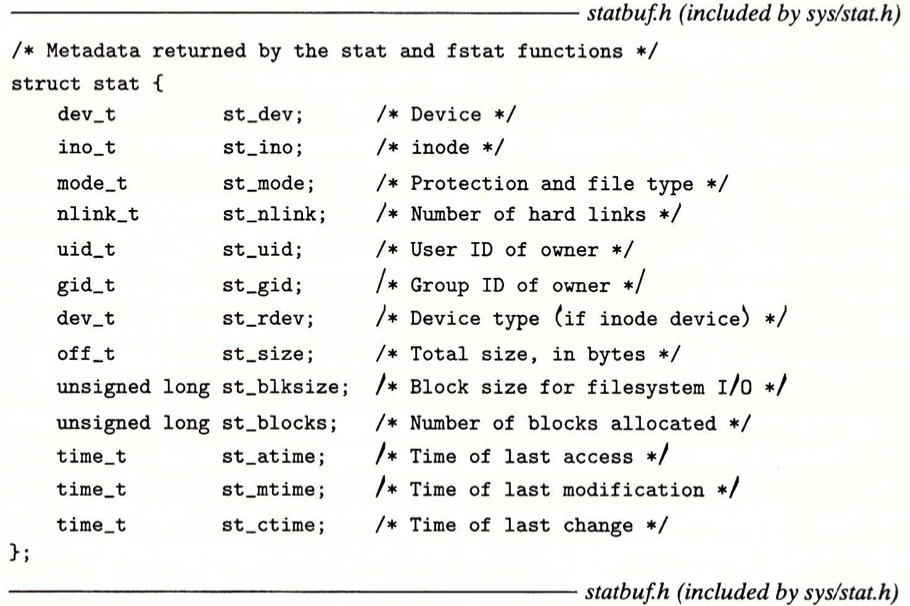 statbuf.h (included by sys/stat.h)
/* Metadata returned by the stat and fstat functions */
struct stat {
    dev_t         st_dev;      /* Device */
    ino_t         st_ino;      /* inode */
    mode_t        st_mode;     /* Protection and file type */
    nlink_t       st_nlink;    /* Number of hard links */
    uid_t         st_uid;      /* User ID of owner */
    gid_t         st_gid;      /* Group ID of owner */
    dev_t         st_rdev;     /* Device type (if inode device) */
    off_t         st_size;     /* Total size, in bytes */
    unsigned long st_blksize;  /* Block size for filesystem I/O */
    unsigned long st_blocks;   /* Number of blocks allocated */
    time_t        st_atime;    /* Time of last access */
    time_t        st_mtime;    /* Time of last modification */
    time_t        st_ctime;    /* Time of last change */
};
statbuf.h (included by sys/stat.h)